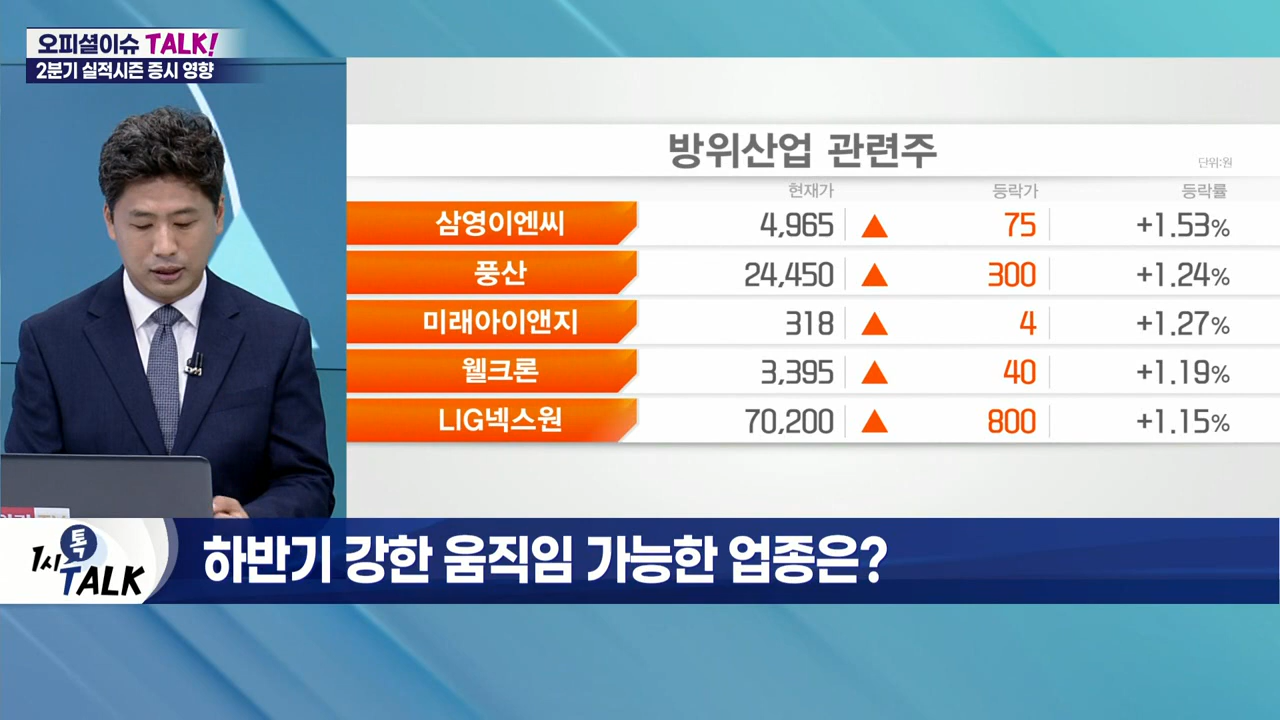 오피셜이슈 TALK!
2분기 실적시즌 증시 영향
방위산업 관련주
단위:원
현재가 등락가 등락률
삼영이엔씨 4,965 ▲ 75 +1.53%
풍산 24,450 ▲ 300 +1.24%
미래아이앤지 318 ▲ 4 +1.27%
웰크론 3,395 ▲ 40 +1.19%
LIG넥스원 70,200 ▲ 800 +1.15%
1시톡 TALK
하반기 강한 움직임 가능한 업종은?